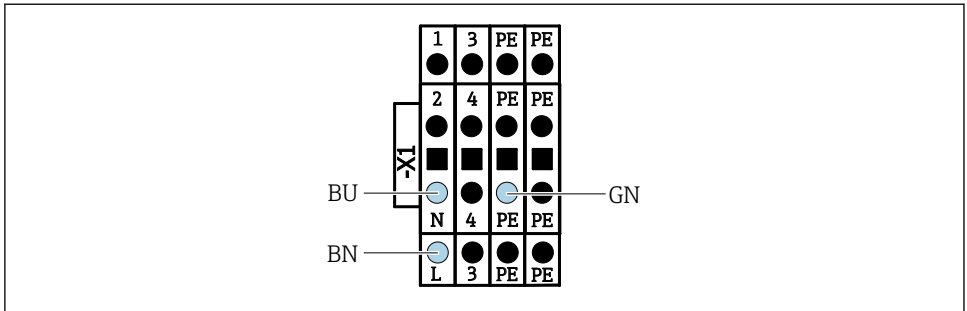 1 3 PE PE
2 4 PE PE
-X1
BU
GN
N 4 PE PE
BN
L 3 PE PE